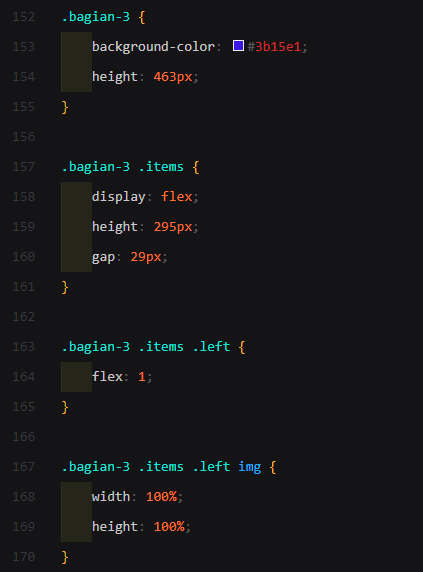 152 .bagian-3 {
153 background-color: #3b15e1;
154 height: 463px;
155 }
156
157 .bagian-3 .items {
158 display: flex;
159 height: 295px;
160 gap: 29px;
161 }
162
163 .bagian-3 .items .left {
164 flex: 1;
165 }
166
167 .bagian-3 .items .left img {
168 width: 100%;
169 height: 100%;
170 }